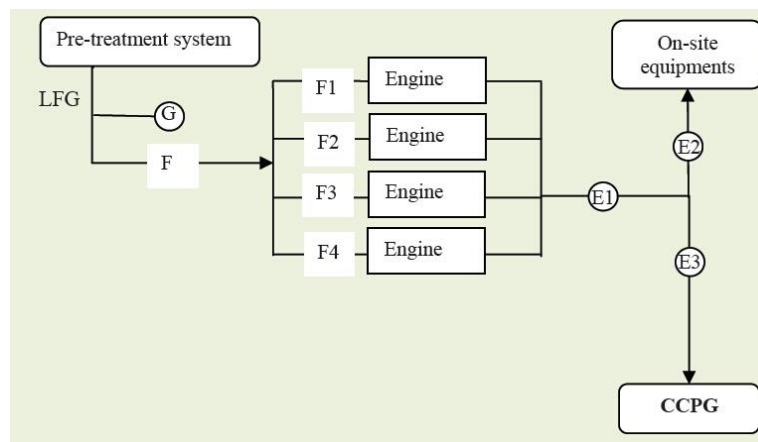 Pre-treatment system
On-site
equipments
LFG
G
F
F1
Engine
F2
Engine
F3
Engine
F4
Engine
E1
E2
E3
CCPG